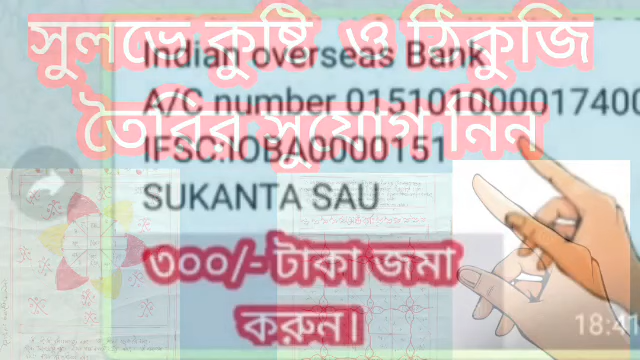 সুলভে কুষ্টি ও ঠিকুজি
Indian overseas Bank
A/C number 015101000017400
তৈরির সুযোগ নিন
IFSC:IOBA0000151
SUKANTA SAU
৩০০/- টাকা জমা
করুন।
18:41